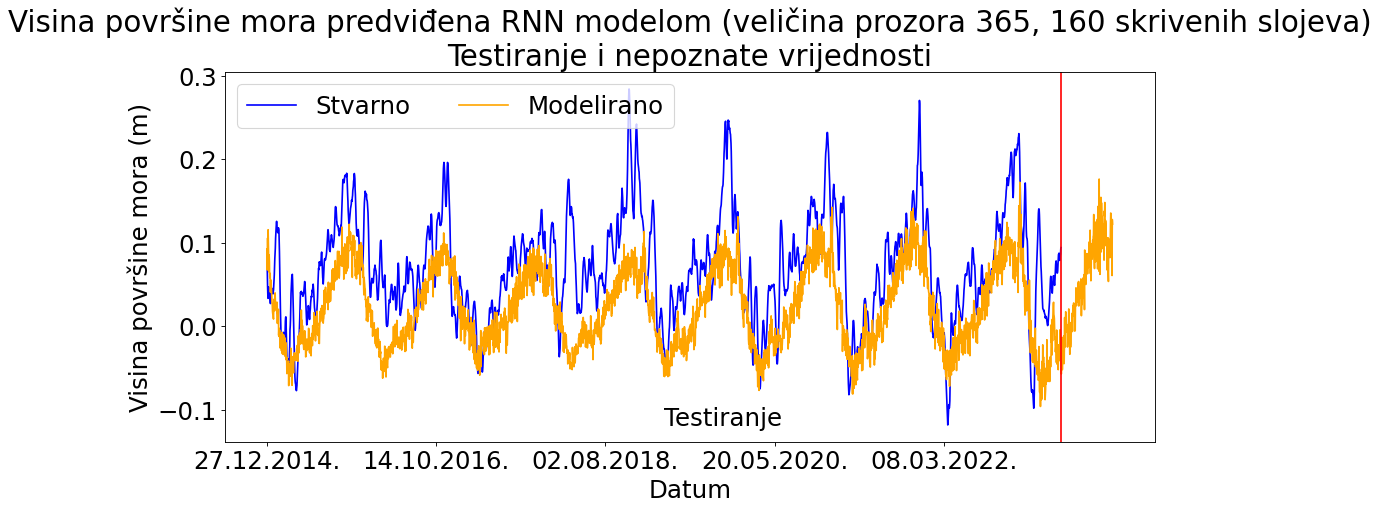 Visina površine mora predviđena RNN modelom (veličina prozora 365, 160 skrivenih slojeva)
Testiranje i nepoznate vrijednosti
Stvarno Modelirano
Visina površine mora (m)
0.3
0.2
0.1
0.0
−0.1
Testiranje
27.12.2014. 14.10.2016. 02.08.2018. 20.05.2020. 08.03.2022.
Datum